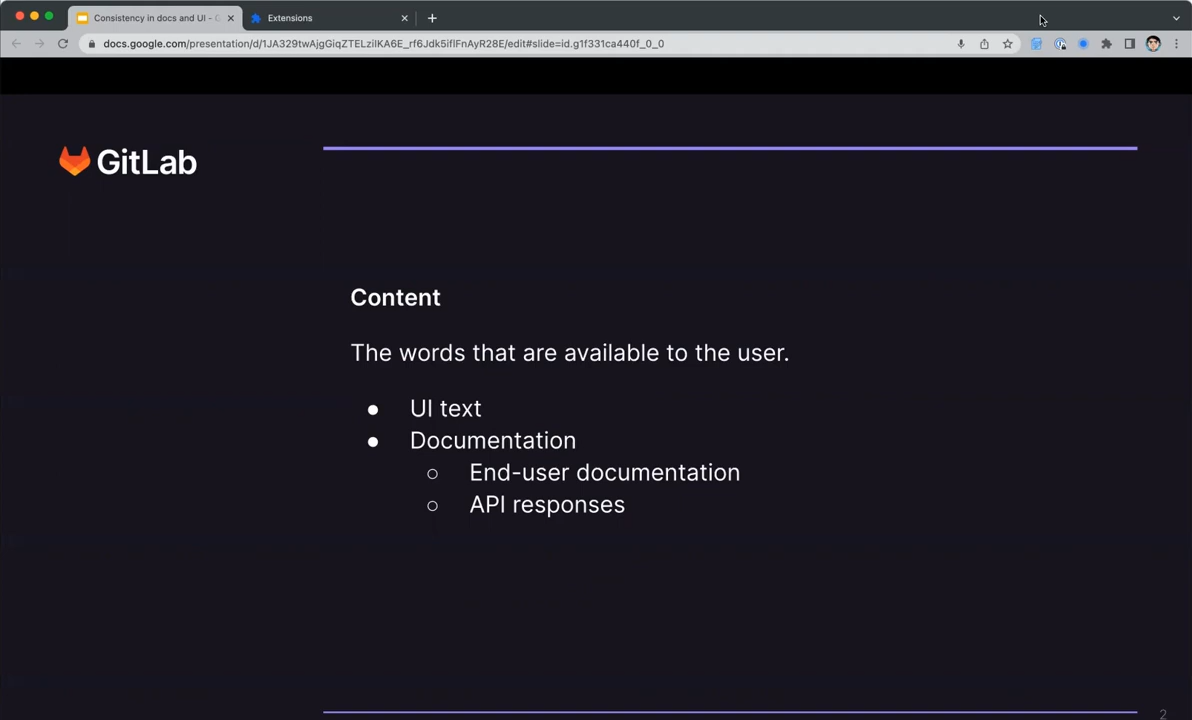 Consistency in docs and UI - G
Extensions
docs.google.com/presentation/d/1JA329twAjgGiqZTELziIKA6E_rf6Jdk5ifIFnAyR28E/edit#slide=id.g1f331ca440f_0_0
GitLab
Content
The words that are available to the user.
● UI text
● Documentation
○ End-user documentation
○ API responses
2